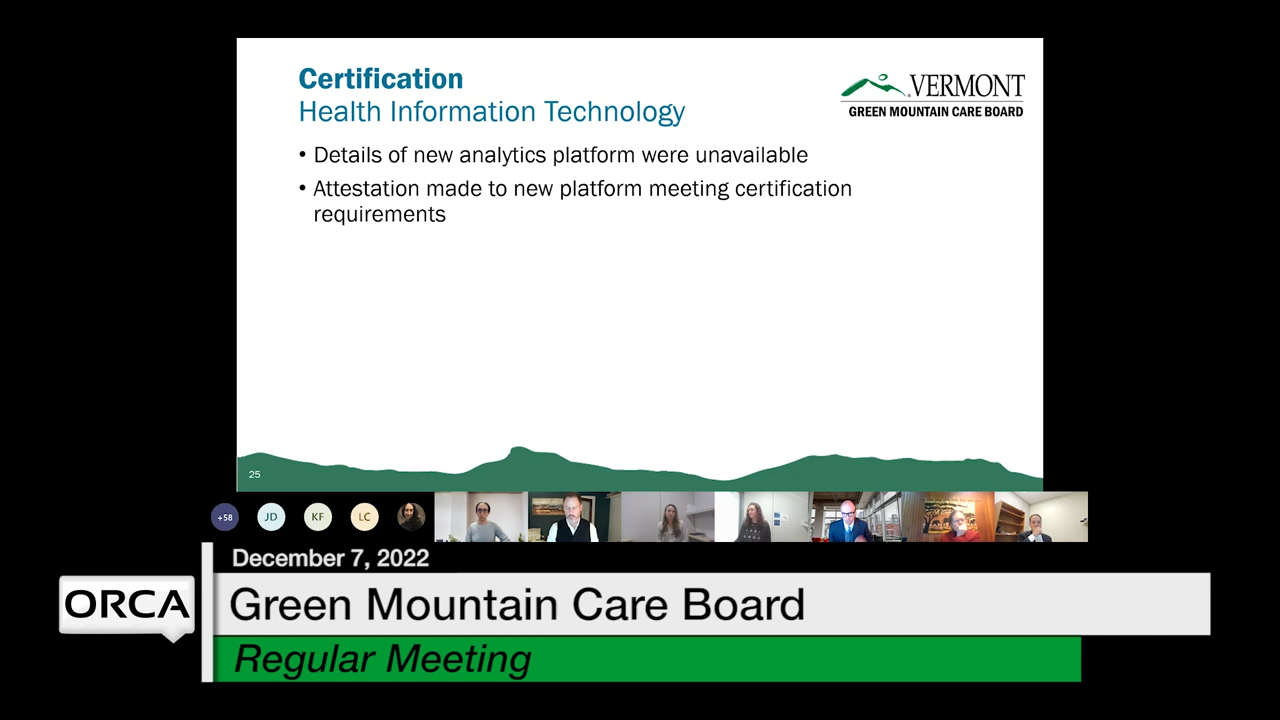 Certification
Health Information Technology
VERMONT
GREEN MOUNTAIN CARE BOARD
• Details of new analytics platform were unavailable
• Attestation made to new platform meeting certification
requirements
25
+58 JD KF LC
December 7, 2022
ORCA
Green Mountain Care Board
Regular Meeting